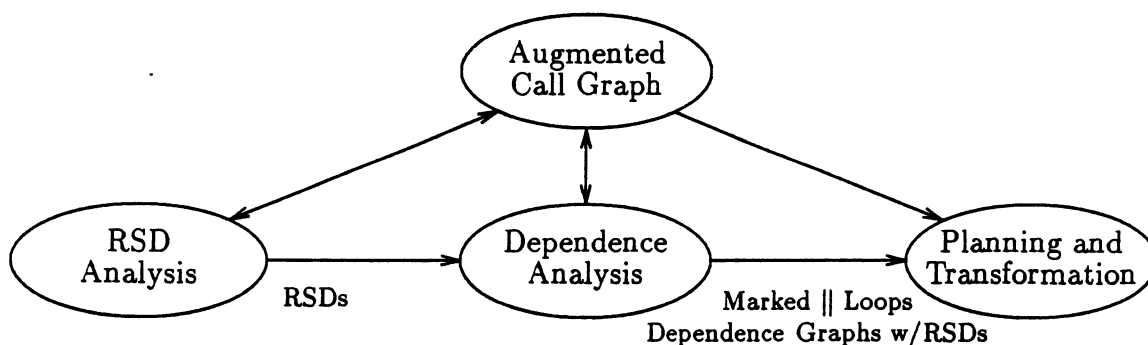 Augmented
Call Graph
RSD
Analysis
RSDs
Dependence
Analysis
Marked || Loops
Dependence Graphs w/RSDs
Planning and
Transformation